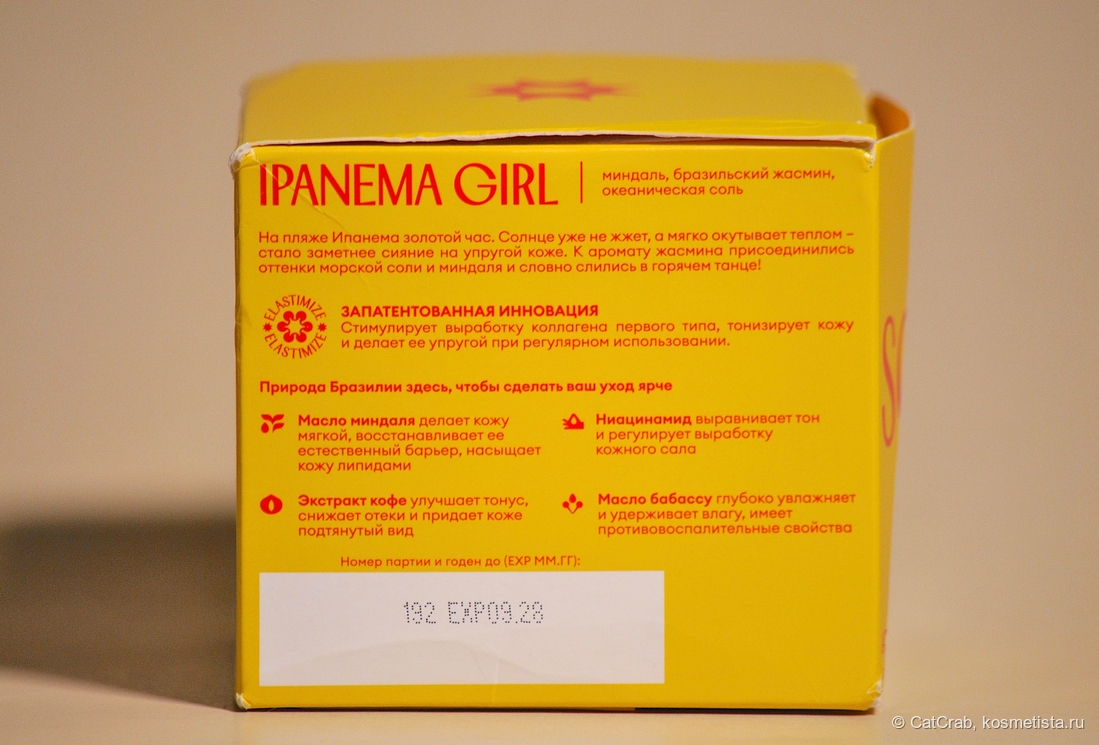 IPANEMA GIRL
миндаль, бразильский жасмин,
океаническая соль
На пляже Ипанема золотой час. Солнце уже не жжет, а мягко окутывает теплом –
стало заметнее сияние на упругой коже. К аромату жасмина присоединились
оттенки морской соли и миндаля и словно слились в горячем танце!
ELASTIMIZE
ELASTIMIZE
ЗАПАТЕНТОВАННАЯ ИННОВАЦИЯ
Стимулирует выработку коллагена первого типа, тонизирует кожу
и делает ее упругой при регулярном использовании.
Природа Бразилии здесь, чтобы сделать ваш уход ярче
Масло миндаля делает кожу
мягкой, восстанавливает ее
естественный барьер, насыщает
кожу липидами
Ниацинамид выравнивает тон
и регулирует выработку
кожного сала
Экстракт кофе улучшает тонус,
снижает отеки и придает коже
подтянутый вид
Масло бабассу глубоко увлажняет
и удерживает влагу, имеет
противовоспалительные свойства
Номер партии и годен до (EXP ММ.ГГ):
192 EXP09.28
© CatCrab, kosmetista.ru